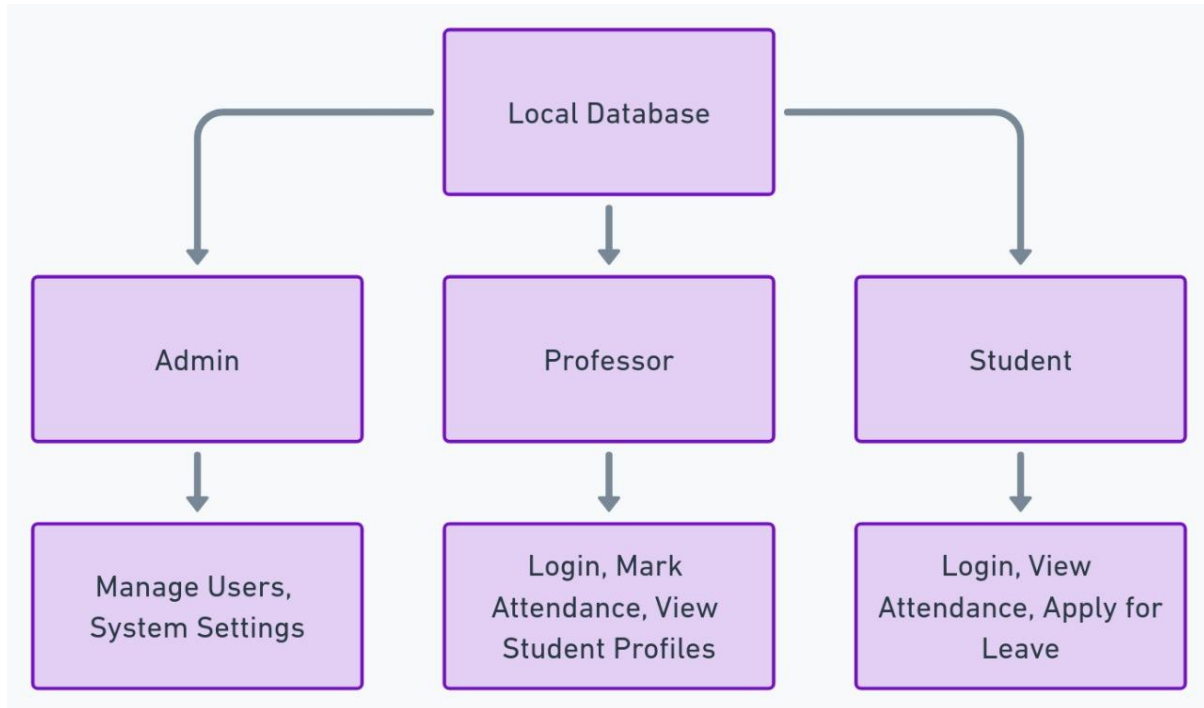 Local Database
Admin
Professor
Student
Manage Users,
System Settings
Login, Mark
Attendance, View
Student Profiles
Login, View
Attendance, Apply for
Leave